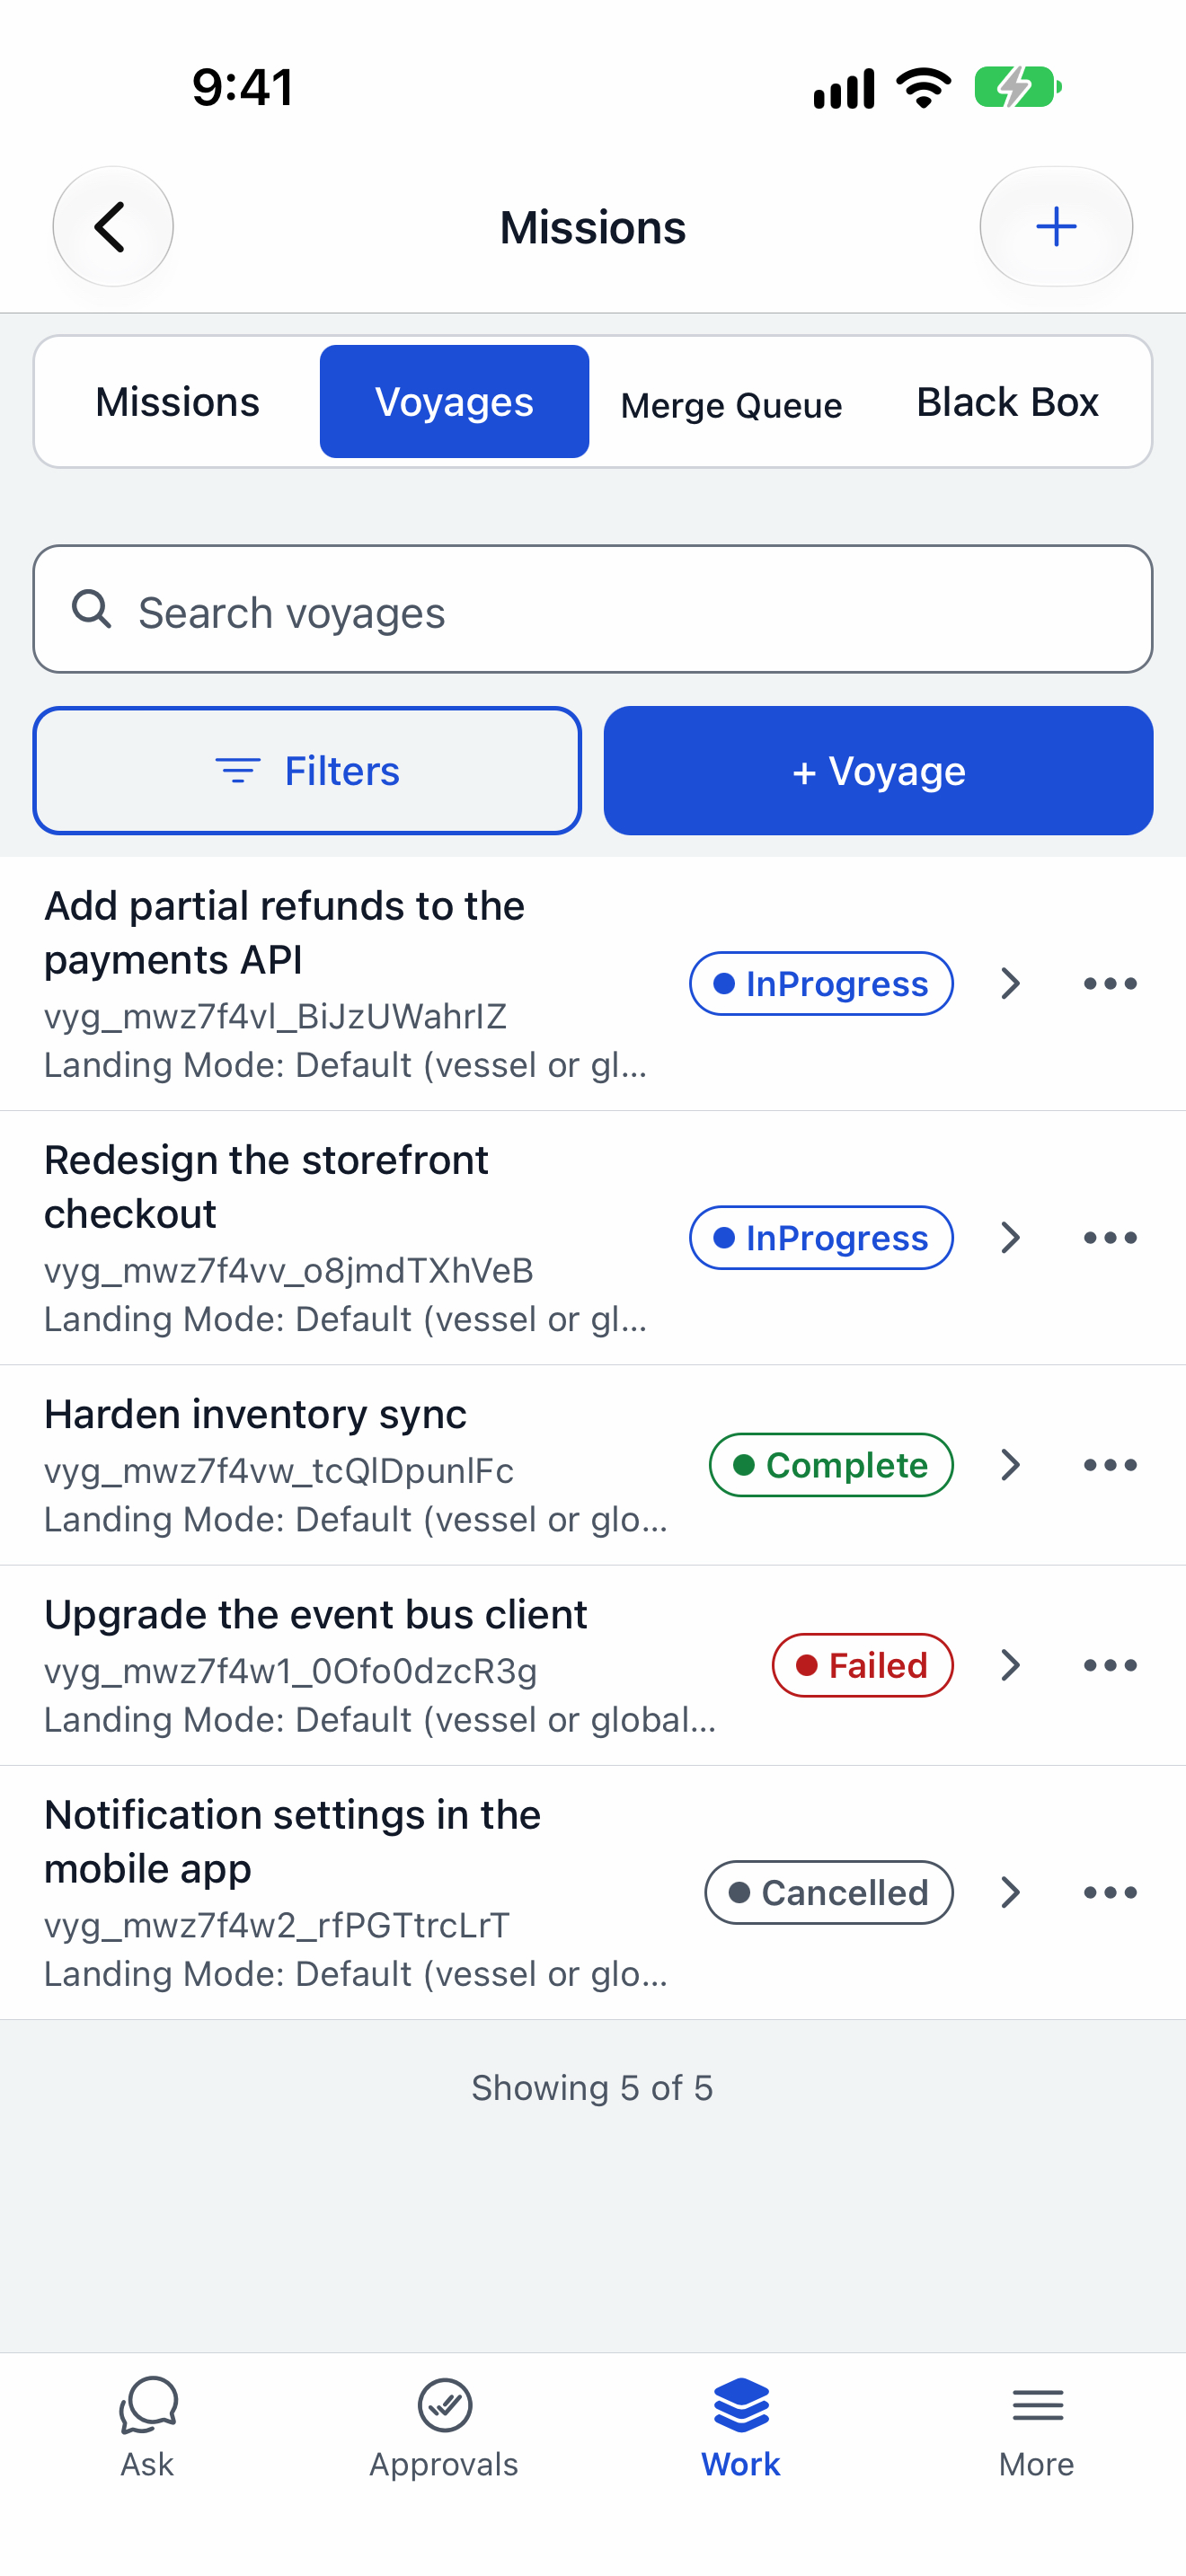 9:41
Missions
Missions
Voyages
Merge Queue
Black Box
Search voyages
Filters
+ Voyage
Add partial refunds to the
payments API
vyg_mwz7f4vl_BiJzUWahrIZ
Landing Mode: Default (vessel or gl...
InProgress
Redesign the storefront
checkout
vyg_mwz7f4vv_o8jmdTXhVeB
Landing Mode: Default (vessel or gl...
InProgress
Harden inventory sync
vyg_mwz7f4vw_tcQlDpunlFc
Landing Mode: Default (vessel or glo...
Complete
Upgrade the event bus client
vyg_mwz7f4w1_0Ofo0dzcR3g
Landing Mode: Default (vessel or global...
Failed
Notification settings in the
mobile app
vyg_mwz7f4w2_rfPGTtrcLrT
Landing Mode: Default (vessel or glo...
Cancelled
Showing 5 of 5
Ask
Approvals
Work
More